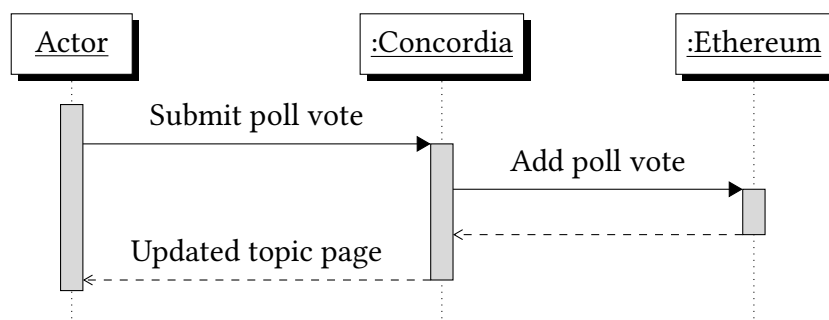 Actor
:Concordia
:Ethereum
Submit poll vote
Add poll vote
Updated topic page